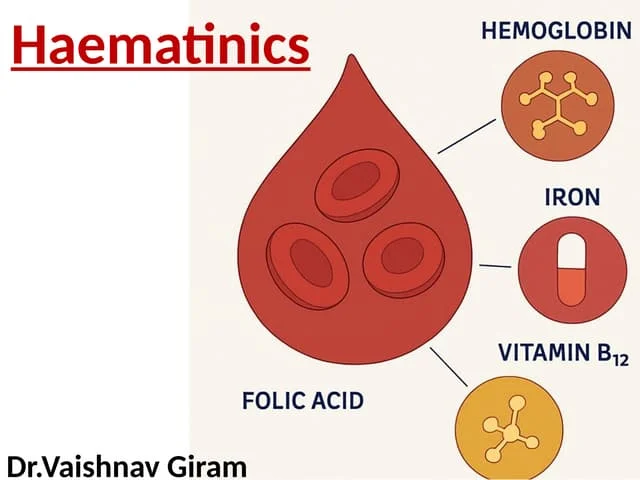 Haematinics
HEMOGLOBIN
IRON
VITAMIN B₁₂
FOLIC ACID
Dr.Vaishnav Giram